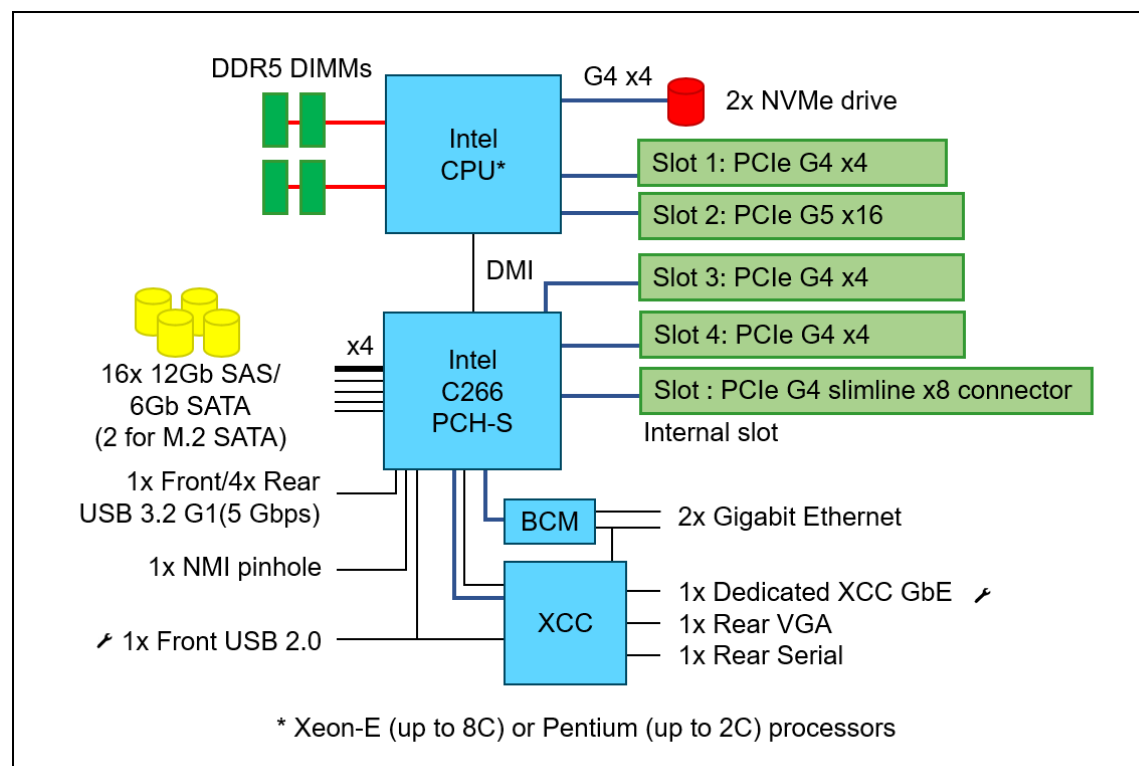 DDR5 DIMMs
G4 x4
2x NVMe drive
Intel
CPU*
Slot 1: PCIe G4 x4
Slot 2: PCIe G5 x16
DMI
Slot 3: PCIe G4 x4
Slot 4: PCIe G4 x4
Slot : PCIe G4 slimline x8 connector
Internal slot
x4
Intel
C266
PCH-S
16x 12Gb SAS/
6Gb SATA
(2 for M.2 SATA)
1x Front/4x Rear
USB 3.2 G1(5 Gbps)
BCM
2x Gigabit Ethernet
1x NMI pinhole
XCC
1x Dedicated XCC GbE
1x Rear VGA
1x Rear Serial
1x Front USB 2.0
* Xeon-E (up to 8C) or Pentium (up to 2C) processors